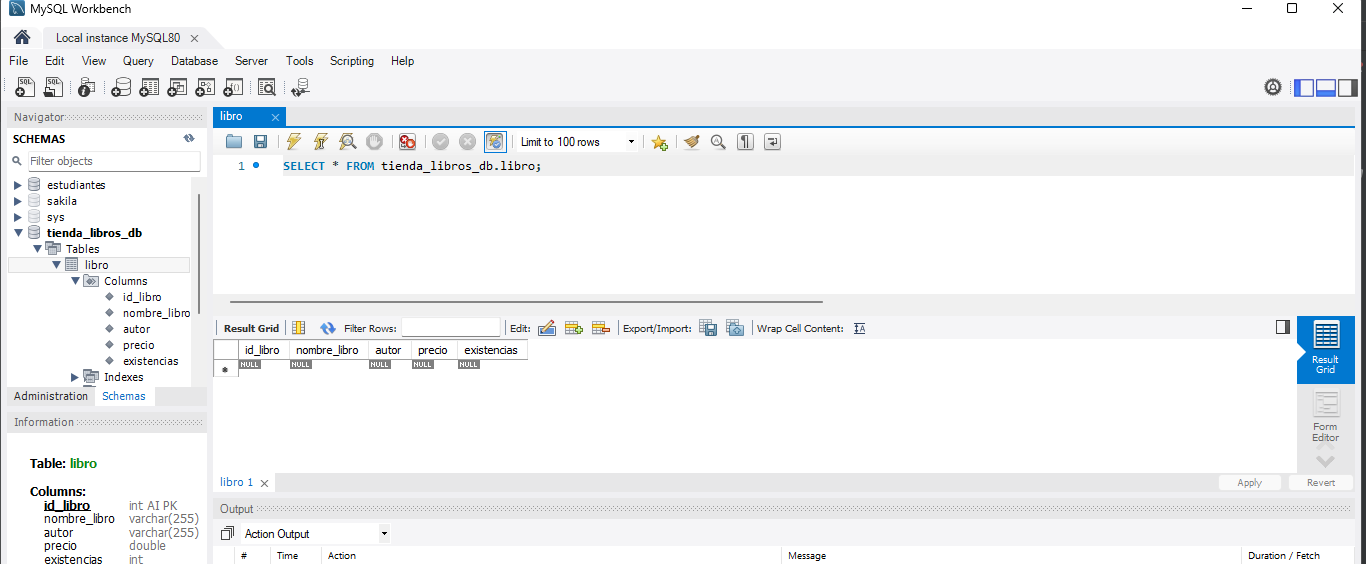 MySQL Workbench
Local instance MySQL80
File Edit View Query Database Server Tools Scripting Help
Navigator
SCHEMAS
Filter objects
estudiantes
sakila
sys
tienda_libros_db
Tables
libro
Columns
id_libro
nombre_libro
autor
precio
existencias
Indexes
Administration Schemas
Information
Table: libro
Columns:
id_libro int AI PK
nombre_libro varchar(255)
autor varchar(255)
precio double
existencias int
libro
Limit to 100 rows
1 SELECT * FROM tienda_libros_db.libro;
Result Grid Filter Rows: Edit: Export/Import: Wrap Cell Content:
id_libro nombre_libro autor precio existencias
NULL NULL NULL NULL NULL
Result
Grid
Form
Editor
libro 1 Apply Revert
Output
Action Output
# Time Action Message Duration / Fetch